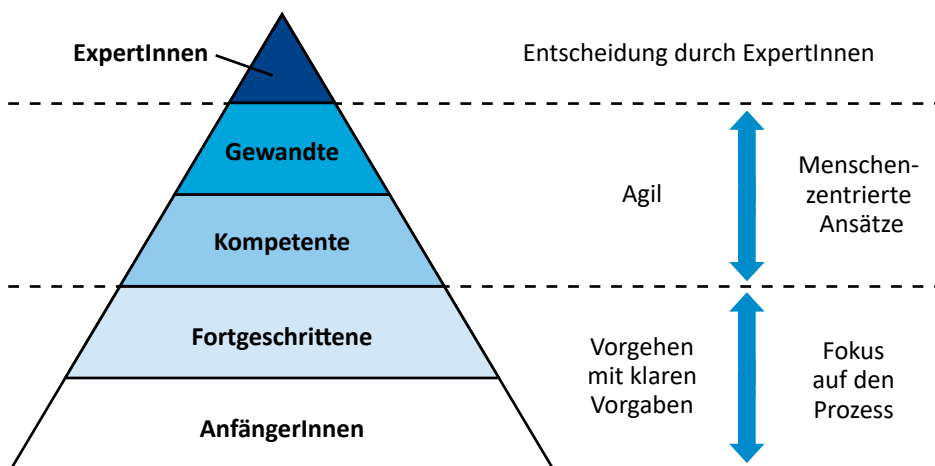 ExpertInnen
Entscheidung durch ExpertInnen
Gewandte
Kompetente
Agil
Menschen-
zentrierte
Ansätze
Fortgeschrittene
AnfängerInnen
Vorgehen
mit klaren
Vorgaben
Fokus
auf den
Prozess